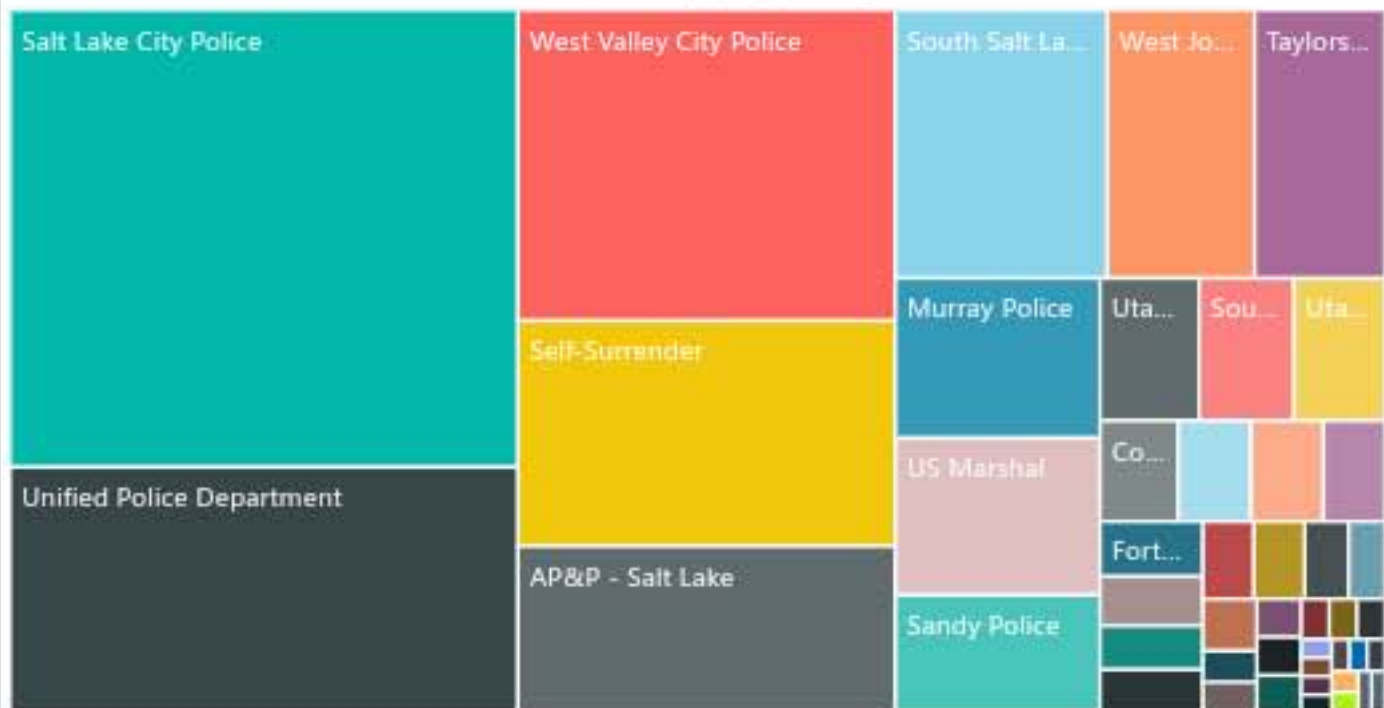 Salt Lake City Police
West Valley City Police
South Salt La...
West Jo...
Taylors...
Murray Police
Uta...
Sou...
Uta...
Self-Surrender
Co...
US Marshal
Unified Police Department
Fort...
AP&P - Salt Lake
Sandy Police